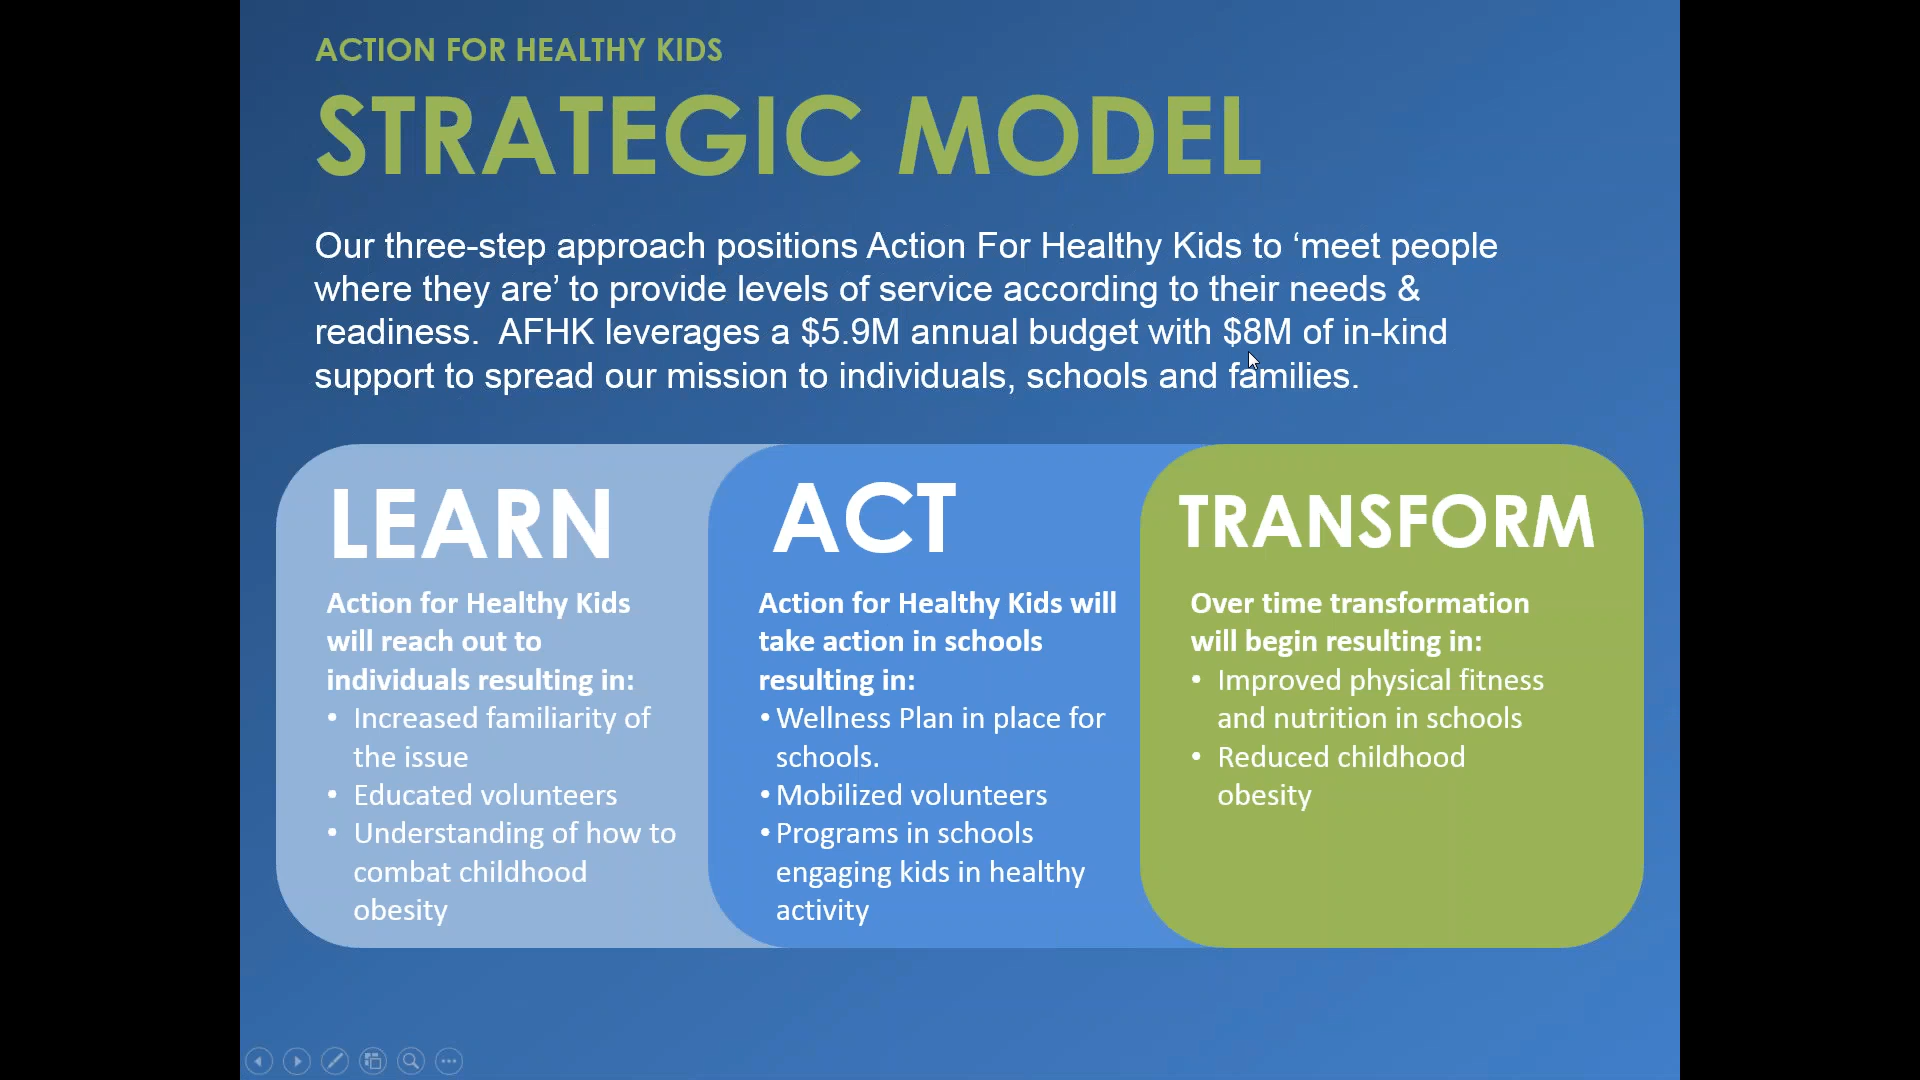 ACTION FOR HEALTHY KIDS
STRATEGIC MODEL
Our three-step approach positions Action For Healthy Kids to ‘meet people
where they are’ to provide levels of service according to their needs &
readiness.  AFHK leverages a $5.9M annual budget with $8M of in-kind
support to spread our mission to individuals, schools and families.
LEARN
Action for Healthy Kids
will reach out to
individuals resulting in:
• Increased familiarity of
the issue
• Educated volunteers
• Understanding of how to
combat childhood
obesity
ACT
Action for Healthy Kids will
take action in schools
resulting in:
• Wellness Plan in place for
schools.
• Mobilized volunteers
• Programs in schools
engaging kids in healthy
activity
TRANSFORM
Over time transformation
will begin resulting in:
• Improved physical fitness
and nutrition in schools
• Reduced childhood
obesity